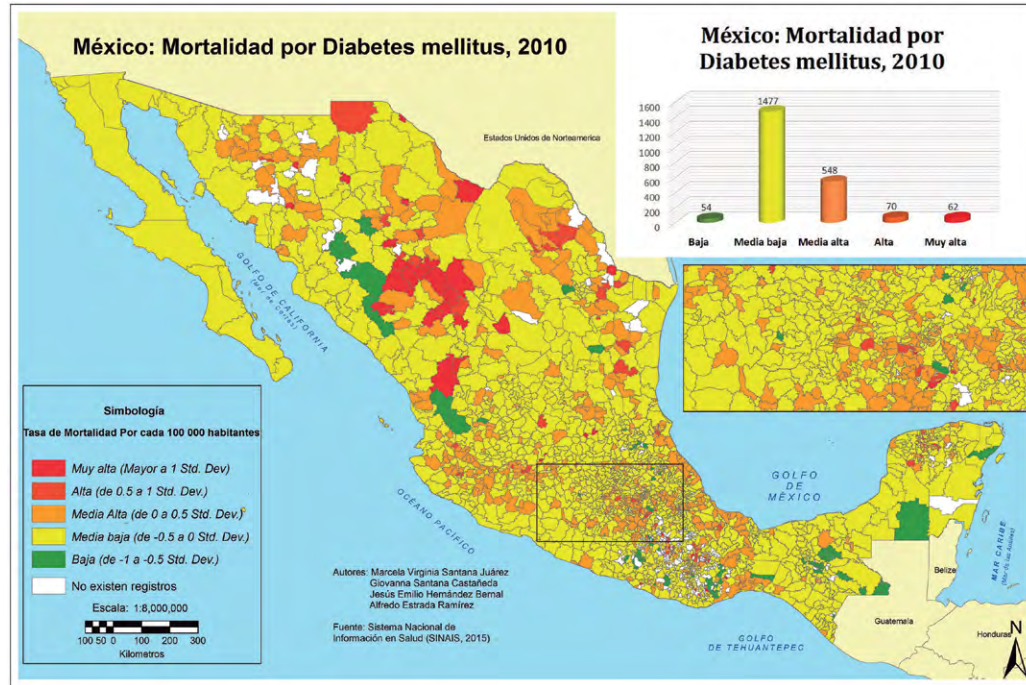 México: Mortalidad por Diabetes mellitus, 2010
México: Mortalidad por
Diabetes mellitus, 2010
1600
1400
1200
1000
800
600
400
200
0
54
1477
548
70
62
Baja
Media baja
Media alta
Alta
Muy alta
Estados Unidos de Norteamerica
GOLFO DE CALIFORNIA
(Mar de Cortés)
Simbología
Tasa de Mortalidad Por cada 100 000 habitantes
Muy alta (Mayor a 1 Std. Dev)
Alta (de 0.5 a 1 Std. Dev.)
Media Alta (de 0 a 0.5 Std. Dev.)
Media baja (de -0.5 a 0 Std. Dev.)
Baja (de -1 a -0.5 Std. Dev)
No existen registros
Escala: 1:8,000,000
100 50 0 100 200 300
Kilometros
OCÉANO PACÍFICO
GOLFO
DE
MÉXICO
MAR CARIBE
Belize
Guatemala
Honduras
GOLFO
DE TEHUANTEPEC
N
Autores: Marcela Virginia Santana Juárez
Giovanna Santana Castañeda
Jesús Emilio Hernández Bernal
Alfredo Estrada Ramírez
Fuente: Sistema Nacional de
Información en Salud (SINAIS, 2015)